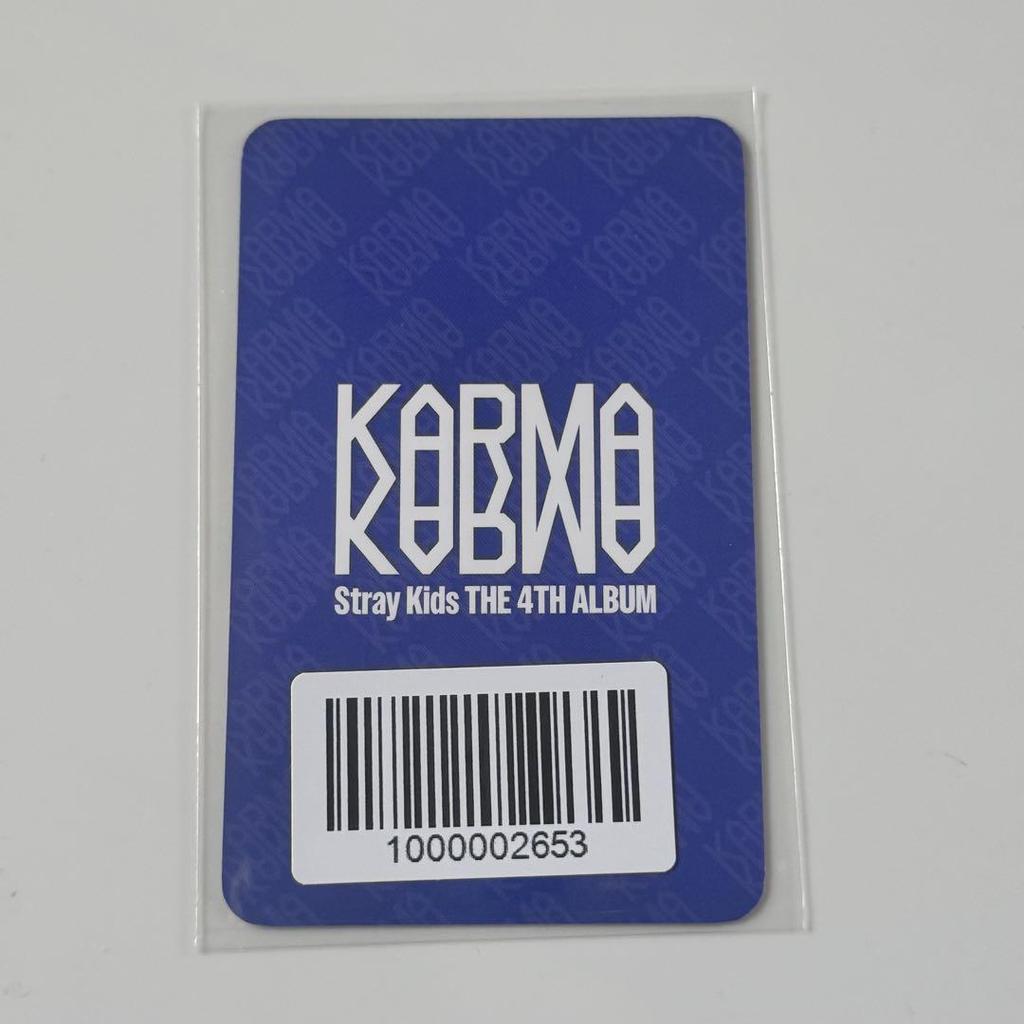 KARMA
Stray Kids THE 4TH ALBUM
1000002653